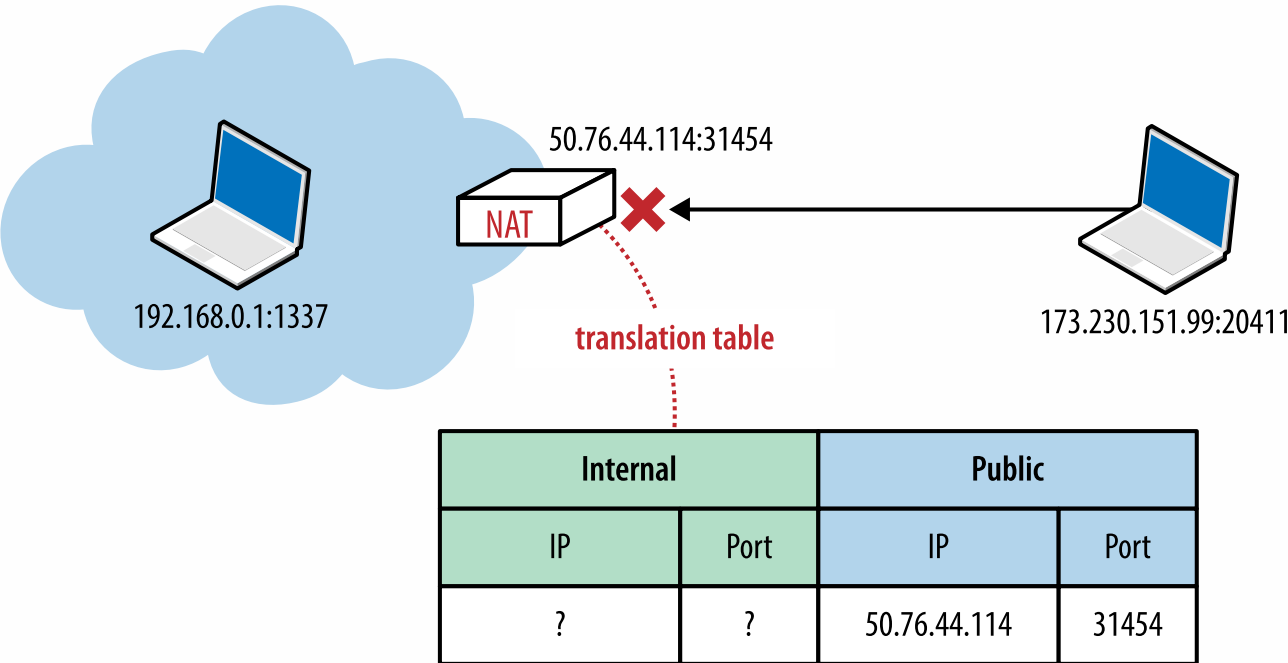 50.76.44.114:31454
NAT
192.168.0.1:1337
173.230.151.99:20411
translation table
Internal Public
IP Port IP Port
? ? 50.76.44.114 31454